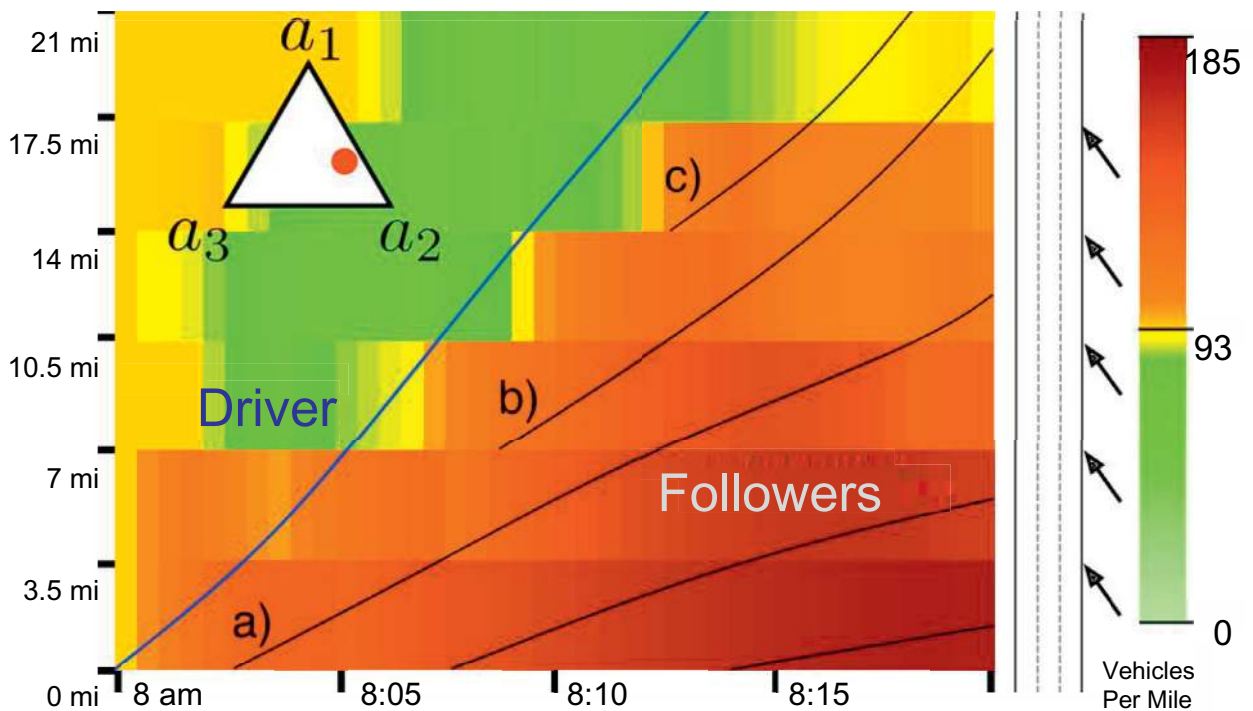 21 mi
17.5 mi
14 mi
10.5 mi
7 mi
3.5 mi
0 mi
a1
a3
a2
c)
b)
a)
Driver
Followers
8 am
8:05
8:10
8:15
185
93
0
Vehicles
Per Mile